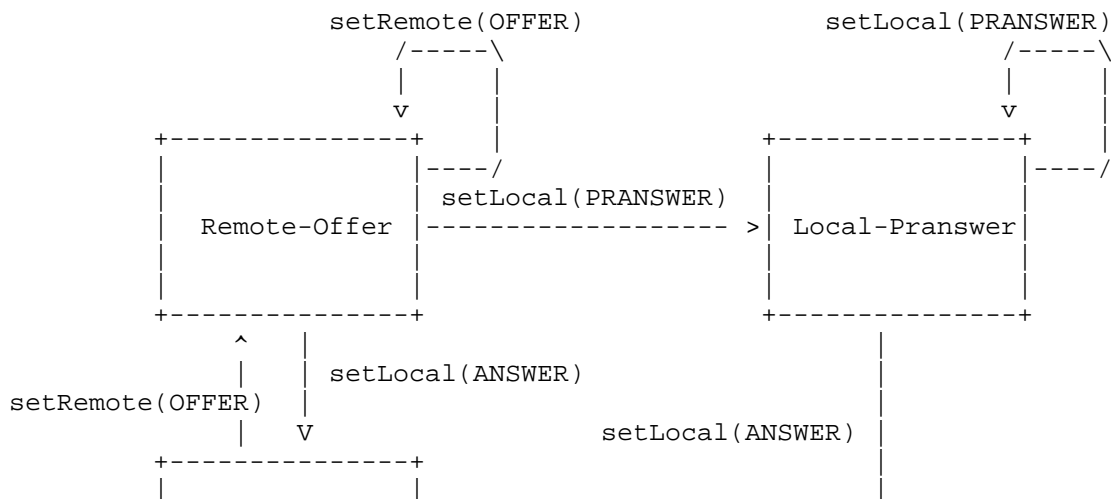 setRemote(OFFER) setLocal(PRANSWER)
setLocal(PRANSWER)
Remote-Offer Local-Pranswer
setLocal(ANSWER)
setRemote(OFFER)
setLocal(ANSWER)